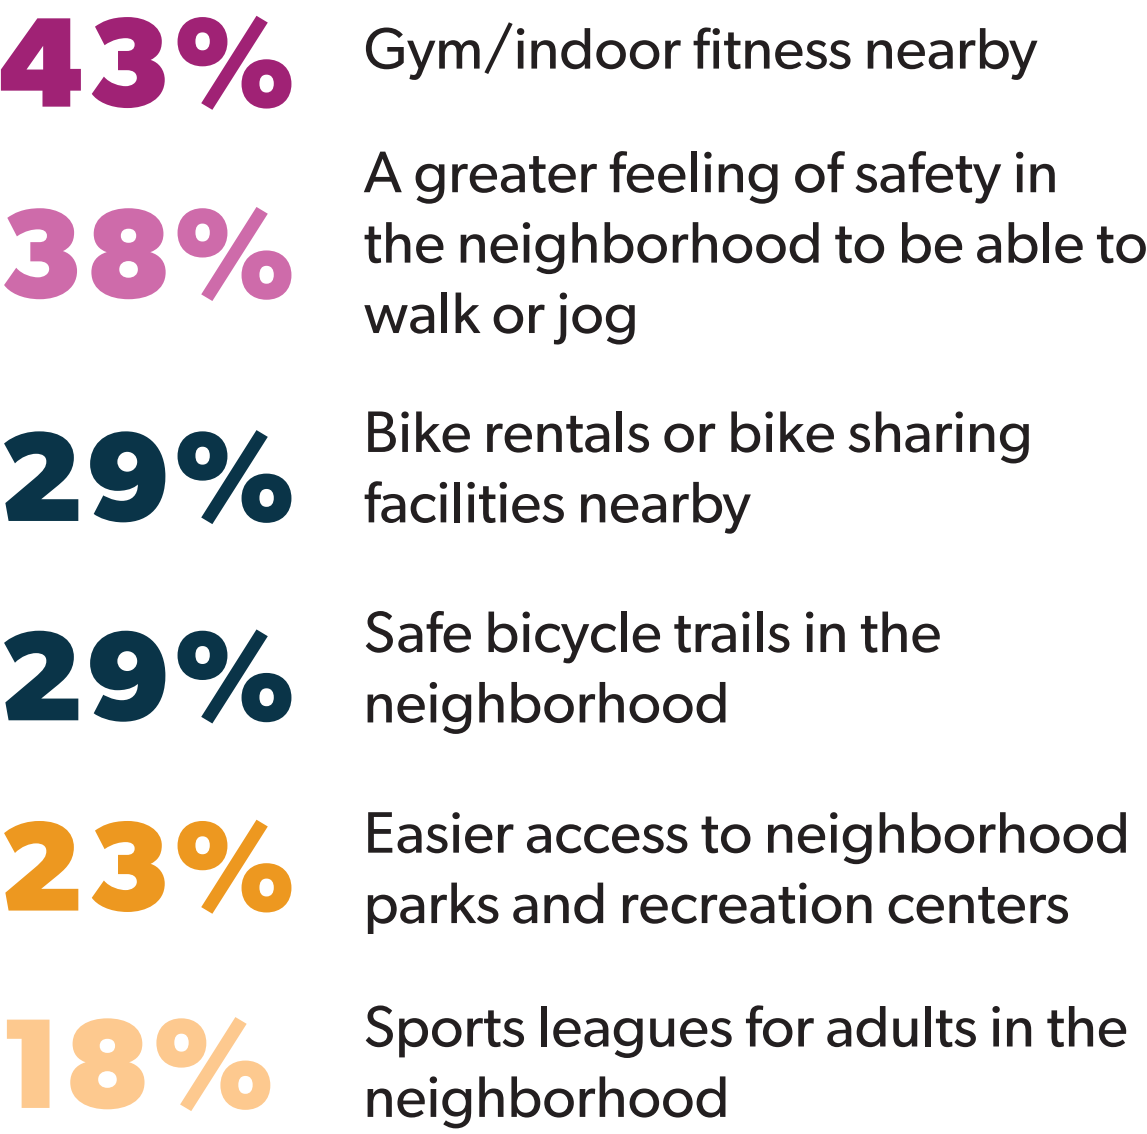 43% Gym/indoor fitness nearby
38% A greater feeling of safety in
the neighborhood to be able to
walk or jog
29% Bike rentals or bike sharing
facilities nearby
29% Safe bicycle trails in the
neighborhood
23% Easier access to neighborhood
parks and recreation centers
18% Sports leagues for adults in the
neighborhood